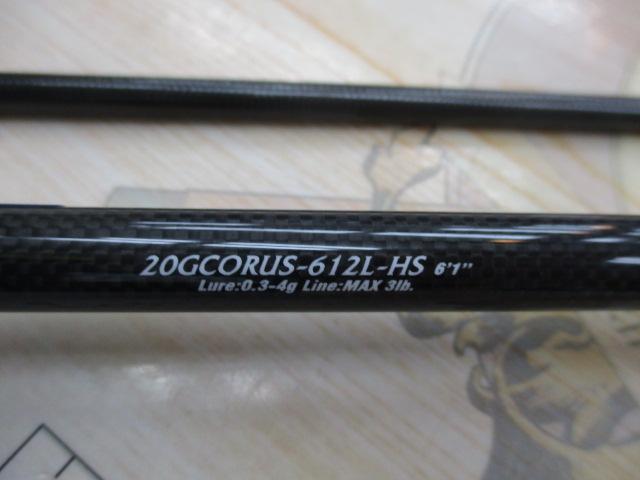 20GCORUS-612L-HS 6'1"
Lure:0.3-4g Line:MAX 3lb.